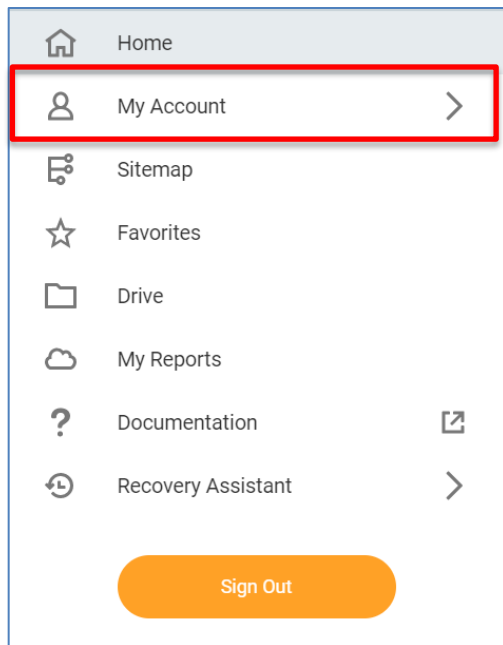 Home
My Account
Sitemap
Favorites
Drive
My Reports
Documentation
Recovery Assistant
Sign Out